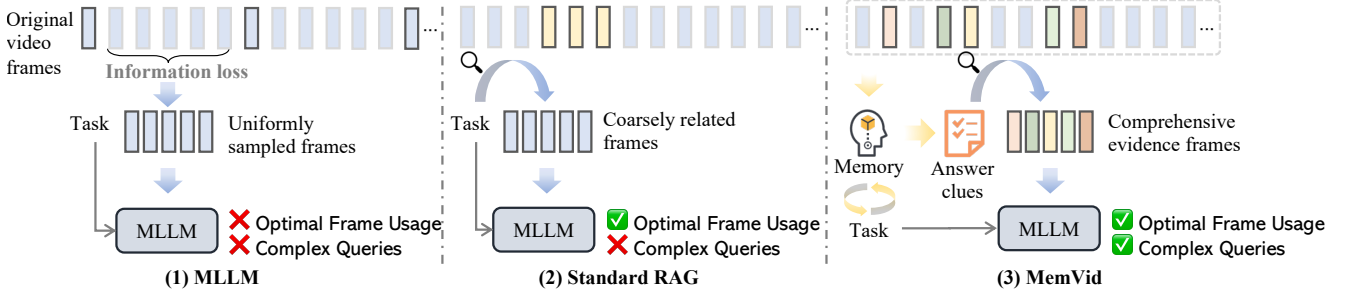 Original
video
frames
...
Information loss
Task
Uniformly
sampled frames
MLLM
Optimal Frame Usage
Complex Queries
(1) MLLM
...
Task
Coarsely related
frames
MLLM
Optimal Frame Usage
Complex Queries
(2) Standard RAG
...
Memory
Answer
clues
Comprehensive
evidence frames
Task
MLLM
Optimal Frame Usage
Complex Queries
(3) MemVid